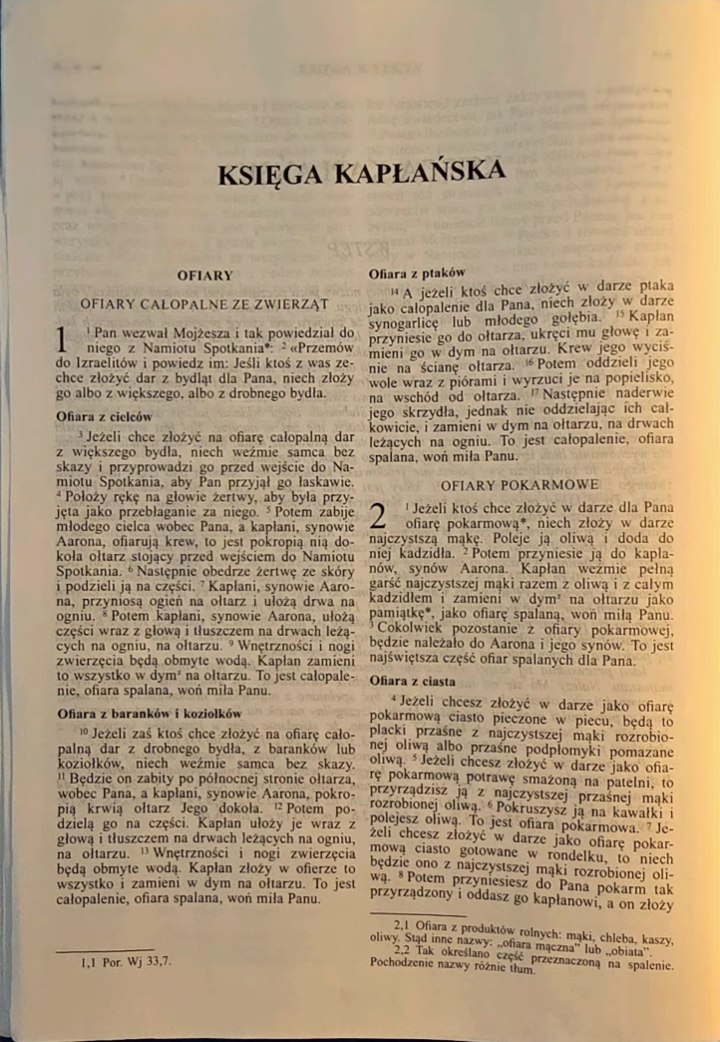 KSIĘGA KAPŁAŃSKA
OFIARY
OFIARY CAŁOPALNE ZE ZWIERZĄT
1 ¹ Pan wezwał Mojżesza i tak powiedział do
niego z Namiotu Spotkania*: ² «Przemów
do Izraelitów i powiedz im: Jeśli ktoś z was ze-
chce złożyć dar z bydląt dla Pana, niech złoży
go albo z większego, albo z drobnego bydła.
Ofiara z cielców
³ Jeżeli chce złożyć na ofiarę całopalną dar
z większego bydła, niech weźmie samca bez
skazy i przyprowadzi go przed wejście do Na-
miotu Spotkania, aby Pan przyjął go łaskawie.
⁴ Położy rękę na głowie żertwy, aby była przy-
jęta jako przebłaganie za niego. ⁵ Potem zabije
młodego cielca wobec Pana, a kapłani, synowie
Aarona, ofiarują krew, to jest pokropią nią do-
koła ołtarz stojący przed wejściem do Namiotu
Spotkania. ⁶ Następnie obedrze żertwę ze skóry
i podzieli ją na części. ⁷ Kapłani, synowie Aaro-
na, przyniosą ogień na ołtarz i ułożą drwa na
ogniu. ⁸ Potem kapłani, synowie Aarona, ułożą
części wraz z głową i tłuszczem na drwach leżą-
cych na ogniu, na ołtarzu. ⁹ Wnętrzności i nogi
zwierzęcia będą obmyte wodą. Kapłan zamieni
to wszystko w dymˢ na ołtarzu. To jest całopale-
nie, ofiara spalana, woń miła Panu.
Ofiara z baranków i koziołków
¹⁰ Jeżeli zaś ktoś chce złożyć na ofiarę cało-
palną dar z drobnego bydła, z baranków lub
koziołków, niech weźmie samca bez skazy.
¹¹ Będzie on zabity po północnej stronie ołtarza,
wobec Pana, a kapłani, synowie Aarona, pokro-
pią krwią ołtarz Jego dokoła. ¹² Potem po-
dzielą go na części. Kapłan ułoży je wraz z
głową i tłuszczem na drwach leżących na ogniu,
na ołtarzu. ¹³ Wnętrzności i nogi zwierzęcia
będą obmyte wodą. Kapłan złoży w ofierze to
wszystko i zamieni w dym na ołtarzu. To jest
całopalenie, ofiara spalana, woń miła Panu.
1,1 Por. Wj 33,7.
Ofiara z ptaków
¹⁴ A jeżeli ktoś chce złożyć w darze ptaka
jako całopalenie dla Pana, niech złoży w darze
synogarlicę lub młodego gołębia. ¹⁵ Kapłan
przyniesie go do ołtarza, ukręci mu głowę i za-
mieni go w dym na ołtarzu. Krew jego wyciś-
nie na ścianę ołtarza. ¹⁶ Potem oddzieli jego
wole wraz z piórami i wyrzuci je na popielisko,
na wschód od ołtarza. ¹⁷ Następnie naderwie
jego skrzydła, jednak nie oddzielając ich cał-
kowicie, i zamieni w dym na ołtarzu, na drwach
leżących na ogniu. To jest całopalenie, ofiara
spalana, woń miła Panu.
OFIARY POKARMOWE
2 ¹ Jeżeli ktoś chce złożyć w darze dla Pana
ofiarę pokarmową*, niech złoży w darze
najczystszą mąkę. Poleje ją oliwą i doda do
niej kadzidła. ² Potem przyniesie ją do kapła-
nów, synów Aarona. Kapłan weźmie pełną
garść najczystszej mąki razem z oliwą i z całym
kadzidłem i zamieni w dymˢ na ołtarzu jako
pamiątkę*, jako ofiarę spalaną, woń miłą Panu.
³ Cokolwiek pozostanie z ofiary pokarmowej,
będzie należało do Aarona i jego synów. To jest
najświętsza część ofiar spalanych dla Pana.
Ofiara z ciasta
⁴ Jeżeli chcesz złożyć w darze jako ofiarę
pokarmową ciasto pieczone w piecu, będą to
placki przaśne z najczystszej mąki rozrobio-
nej oliwą albo przaśne podpłomyki pomazane
oliwą. ⁵ Jeżeli chcesz złożyć w darze jako ofia-
rę pokarmową potrawę smażoną na patelni, to
przyrządzisz ją z najczystszej przaśnej mąki
rozrobionej oliwą. ⁶ Pokruszysz ją na kawałki i
polejesz oliwą. To jest ofiara pokarmowa. ⁷ Je-
żeli chcesz złożyć w darze jako ofiarę pokar-
mową ciasto gotowane w rondelku, to niech
będzie ono z najczystszej mąki rozrobionej oli-
wą. ⁸ Potem przyniesiesz do Pana pokarm tak
przyrządzony i oddasz go kapłanowi, a on złoży
2,1 Ofiara z produktów rolnych: mąki, chleba, kaszy,
oliwy. Stąd inne nazwy: „ofiara mączna" lub „obiata".
2,2 Tak określano część przeznaczoną na spalenie.
Pochodzenie nazwy różnie tłum.